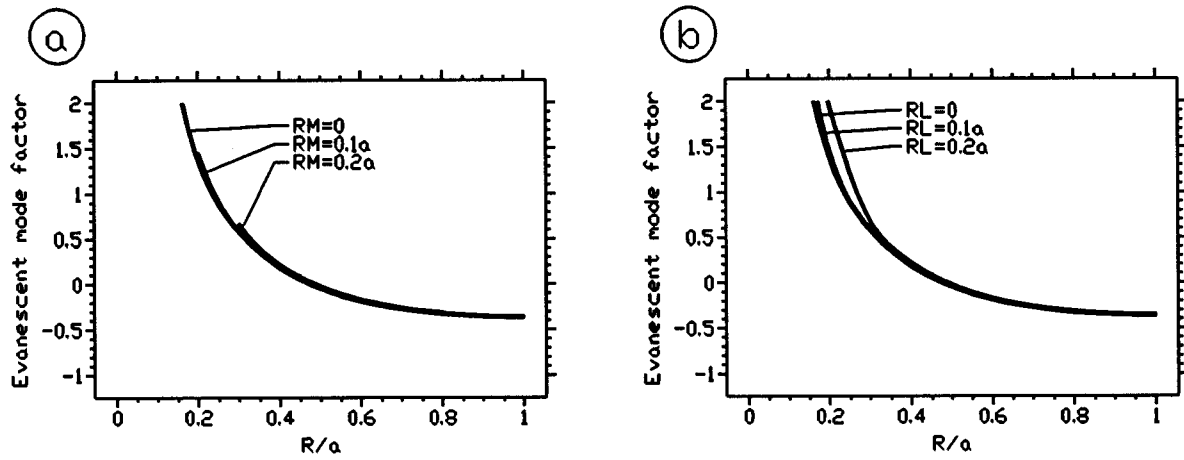 a
Evanescent mode factor
2
1.5
1
0.5
0
-0.5
-1
RM=0
RM=0.1a
RM=0.2a
0 0.2 0.4 0.6 0.8 1
R/a
b
Evanescent mode factor
2
1.5
1
0.5
0
-0.5
-1
RL=0
RL=0.1a
RL=0.2a
0 0.2 0.4 0.6 0.8 1
R/a